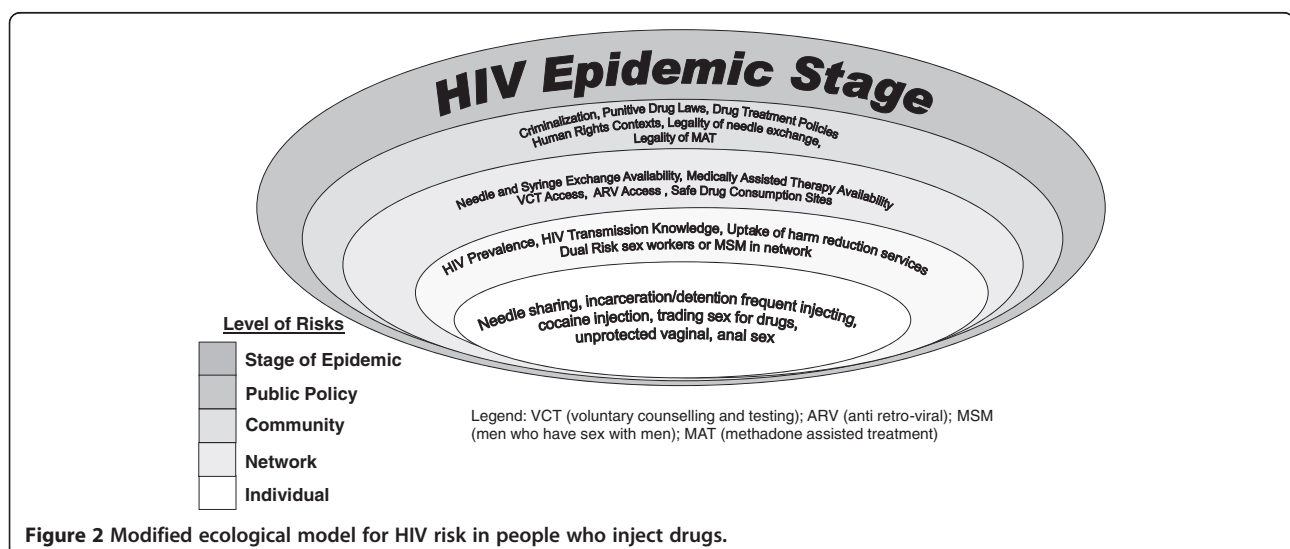 HIV Epidemic Stage
Criminalization, Punitive Drug Laws, Drug Treatment Policies
Human Rights Contexts, Legality of needle exchange,
Legality of MAT
Needle and Syringe Exchange Availability, Medically Assisted Therapy Availability
VCT Access, ARV Access , Safe Drug Consumption Sites
HIV Prevalence, HIV Transmission Knowledge, Uptake of harm reduction services
Dual Risk sex workers or MSM in network
Needle sharing, incarceration/detention frequent injecting,
cocaine injection, trading sex for drugs,
unprotected vaginal, anal sex
Level of Risks
Stage of Epidemic
Public Policy
Community
Network
Individual
Legend: VCT (voluntary counselling and testing); ARV (anti retro-viral); MSM
(men who have sex with men); MAT (methadone assisted treatment)
Figure 2 Modified ecological model for HIV risk in people who inject drugs.